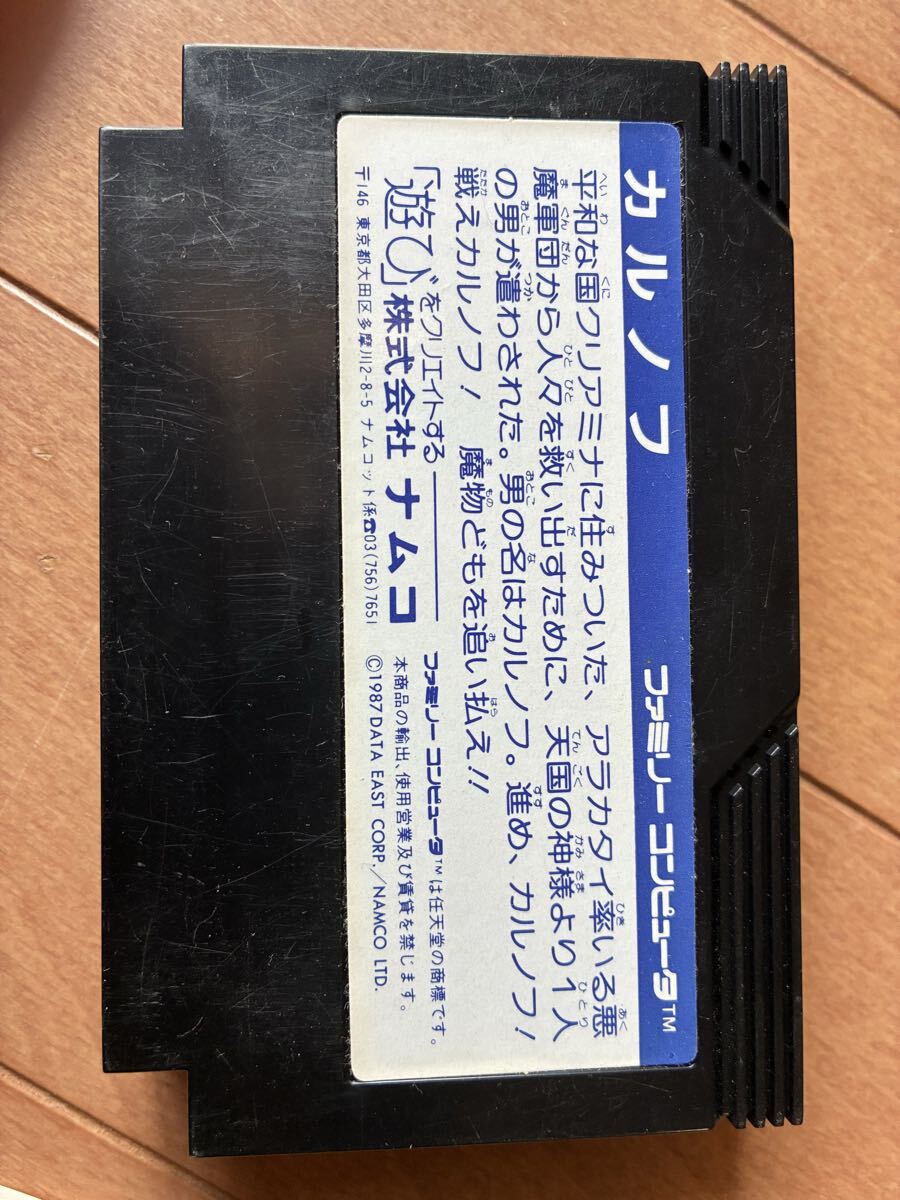 カルノフ ファミリー コンピュータ™
平和な国クリアミナに住みついた、アラカタイ率いる悪
魔軍団から人々を救い出すために、天国の神様より1人
の男が遣わされた。男の名はカルノフ。進め、カルノフ!
戦えカルノフ! 魔物どもを追い払え!!
「遊び」をクリエイトする
株式会社 ナムコ
〒146 東京都大田区多摩川2-8-5 ナムコット係☎03(756)7651
ファミリー コンピュータ™は任天堂の商標です。
本商品の輸出、使用営業及び賃貸を禁じます。
©1987 DATA EAST CORP./NAMCO LTD.